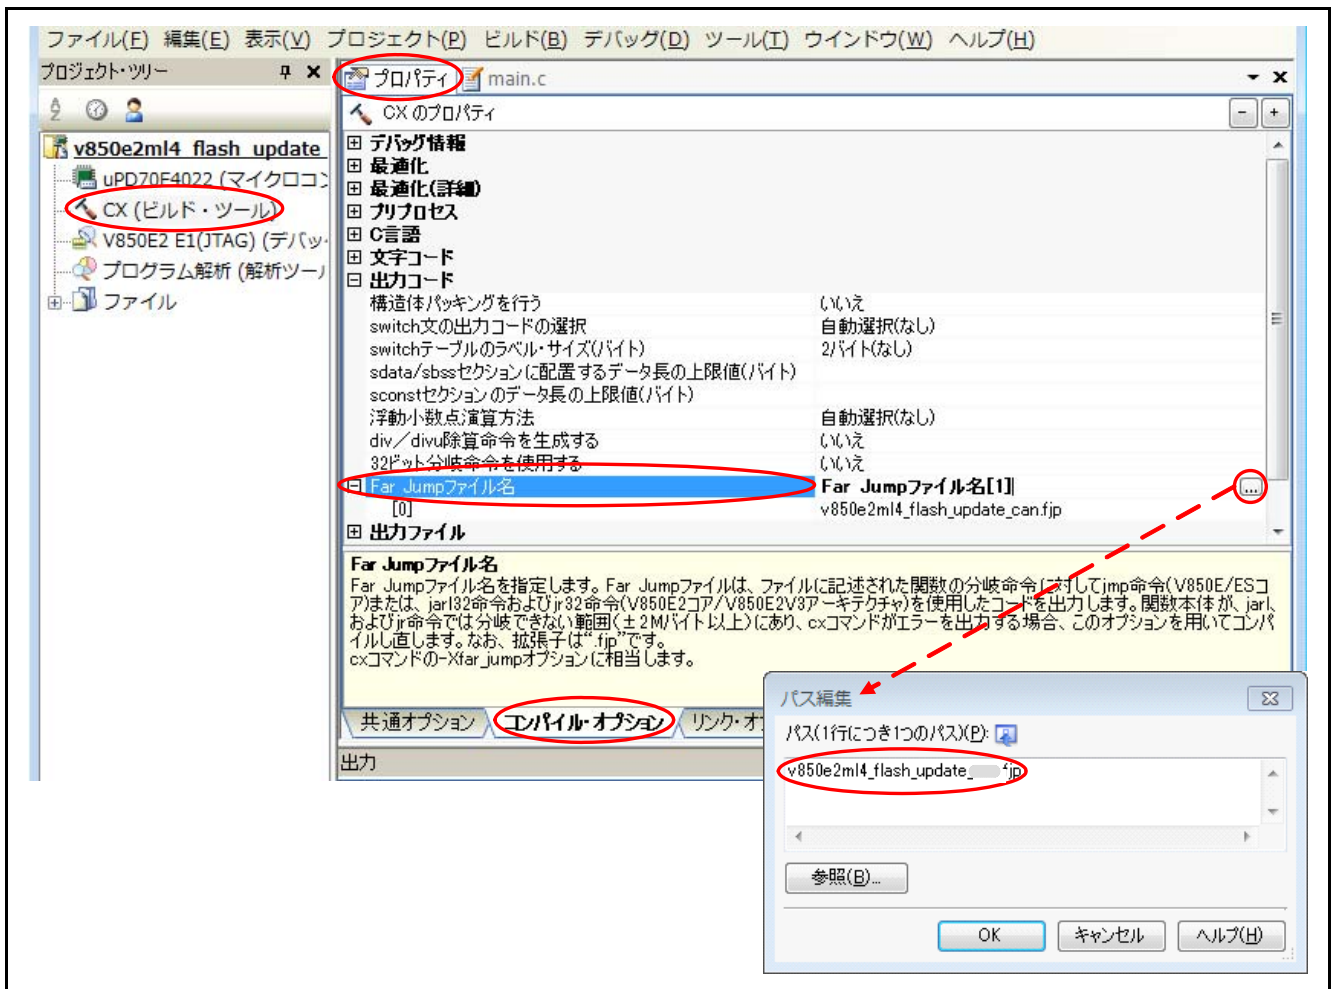 ファイル(F) 編集(E) 表示(V) プロジェクト(P) ビルド(B) デバッグ(D) ツール(T) ウインドウ(W) ヘルプ(H)
プロジェクト・ツリー
プロパティ main.c
CX のプロパティ
v850e2ml4_flash_update
uPD70F4022 (マイクロコン
CX (ビルド・ツール)
V850E2 E1(JTAG) (デバッ
プログラム解析 (解析ツール
ファイル
デバッグ情報
最適化
最適化(詳細)
プリプロセス
C言語
文字コード
出力コード
構造体パッキングを行う いいえ
switch文の出力コードの選択 自動選択(なし)
switchテーブルのラベル・サイズ(バイト) 2バイト(なし)
sdata/sbssセクションに配置するデータ長の上限値(バイト)
sconstセクションのデータ長の上限値(バイト)
浮動小数点演算方法 自動選択(なし)
div/divu除算命令を生成する いいえ
32ビット分岐命令を使用する いいえ
Far Jumpファイル名 Far Jumpファイル名[1] ...
[0] v850e2ml4_flash_update_can.fjp
出力ファイル
Far Jumpファイル名
Far Jumpファイル名を指定します。Far Jumpファイルは、ファイルに記述された関数の分岐命令に対してjmp命令(V850E/ESコ
ア)または、jarl32命令およびjr32命令(V850E2コア/V850E2V3アーキテクチャ)を使用したコードを出力します。関数本体が、jarl、
およびjr命令では分岐できない範囲(±2Mバイト以上)にあり、cxコマンドがエラーを出力する場合、このオプションを用いてコンパ
イルし直します。なお、拡張子は".fjp"です。
cxコマンドの-Xfar_jumpオプションに相当します。
共通オプション コンパイル・オプション リンク・オ
出力
パス編集
パス(1行につき1つのパス)(P):
v850e2ml4_flash_update_ fjp
参照(B)...
OK キャンセル ヘルプ(H)